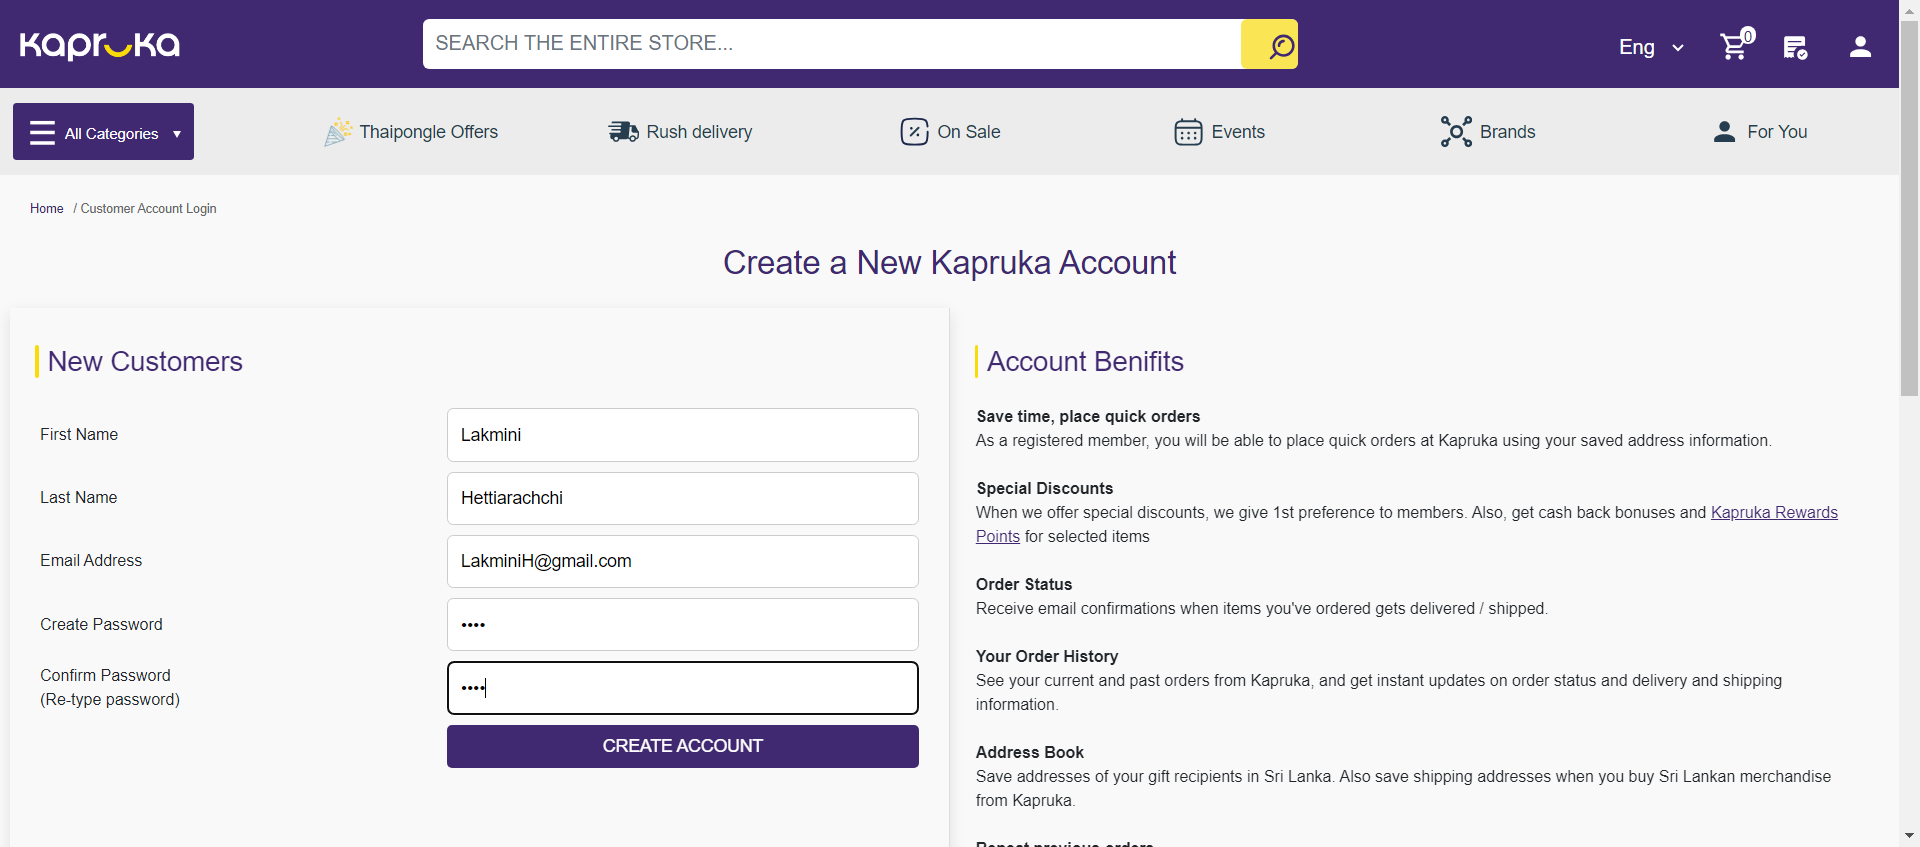 Kapruka
SEARCH THE ENTIRE STORE...
Eng
0
All Categories
Thaipongle Offers
Rush delivery
On Sale
Events
Brands
For You
Home / Customer Account Login
Create a New Kapruka Account
New Customers
First Name
Lakmini
Last Name
Hettiarachchi
Email Address
LakminiH@gmail.com
Create Password
••••
Confirm Password
(Re-type password)
••••
CREATE ACCOUNT
Account Benifits
Save time, place quick orders
As a registered member, you will be able to place quick orders at Kapruka using your saved address information.
Special Discounts
When we offer special discounts, we give 1st preference to members. Also, get cash back bonuses and Kapruka Rewards
Points for selected items
Order Status
Receive email confirmations when items you've ordered gets delivered / shipped.
Your Order History
See your current and past orders from Kapruka, and get instant updates on order status and delivery and shipping
information.
Address Book
Save addresses of your gift recipients in Sri Lanka. Also save shipping addresses when you buy Sri Lankan merchandise
from Kapruka.
Repeat previous orders